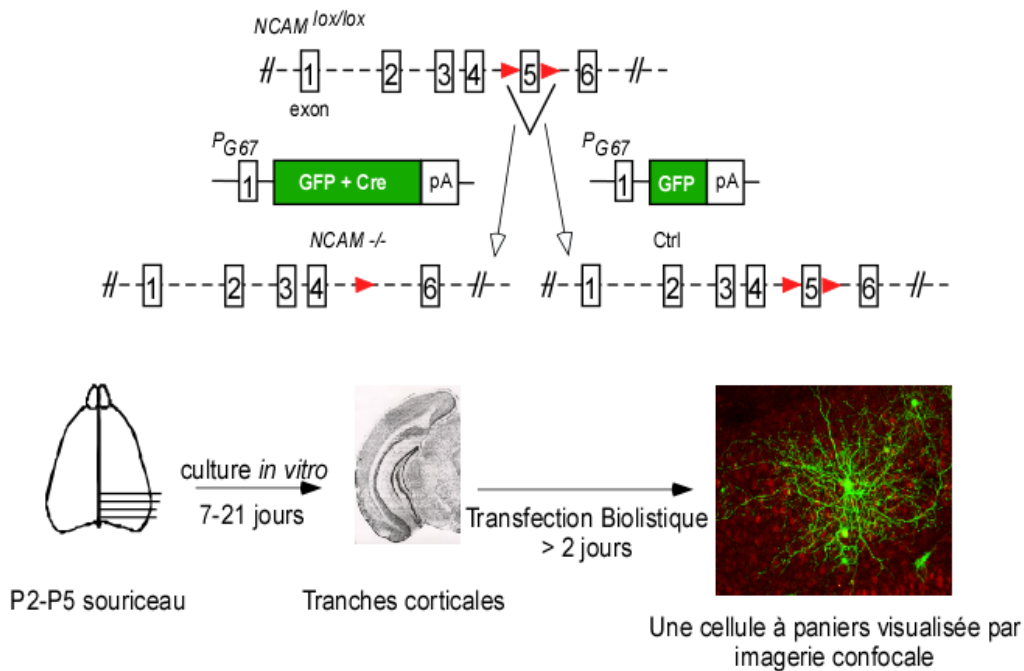 NCAM lox/lox
// 1 2 3 4 5 6 //
exon
PG67 PG67
1 GFP + Cre pA 1 GFP pA
NCAM -/- Ctrl
// 1 2 3 4 6 // // 1 2 3 4 5 6 //
culture in vitro
7-21 jours
Transfection Biolistique
> 2 jours
P2-P5 souriceau
Tranches corticales
Une cellule à paniers visualisée par
imagerie confocale